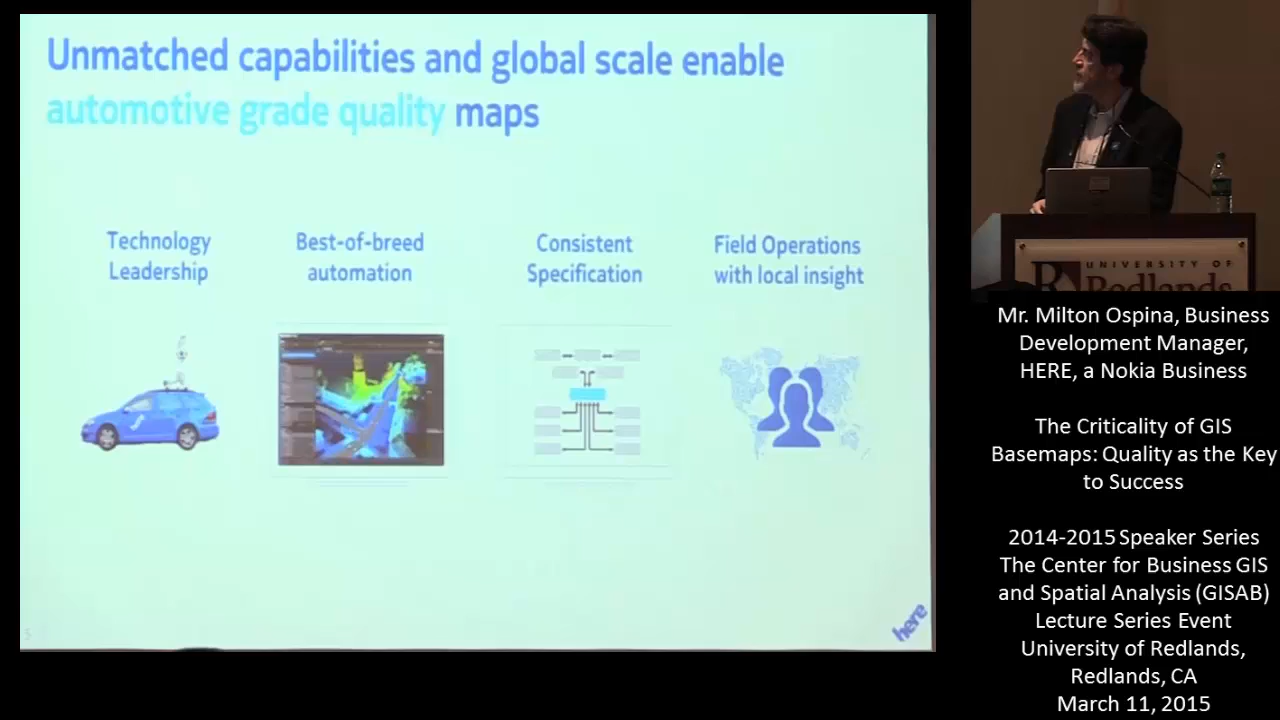 Unmatched capabilities and global scale enable
automotive grade quality maps
Technology
Leadership
Best-of-breed
automation
Consistent
Specification
Field Operations
with local insight
5
here
UNIVERSITY OF
Redlands
Mr. Milton Ospina, Business
Development Manager,
HERE, a Nokia Business
The Criticality of GIS
Basemaps: Quality as the Key
to Success
2014-2015 Speaker Series
The Center for Business GIS
and Spatial Analysis (GISAB)
Lecture Series Event
University of Redlands,
Redlands, CA
March 11, 2015